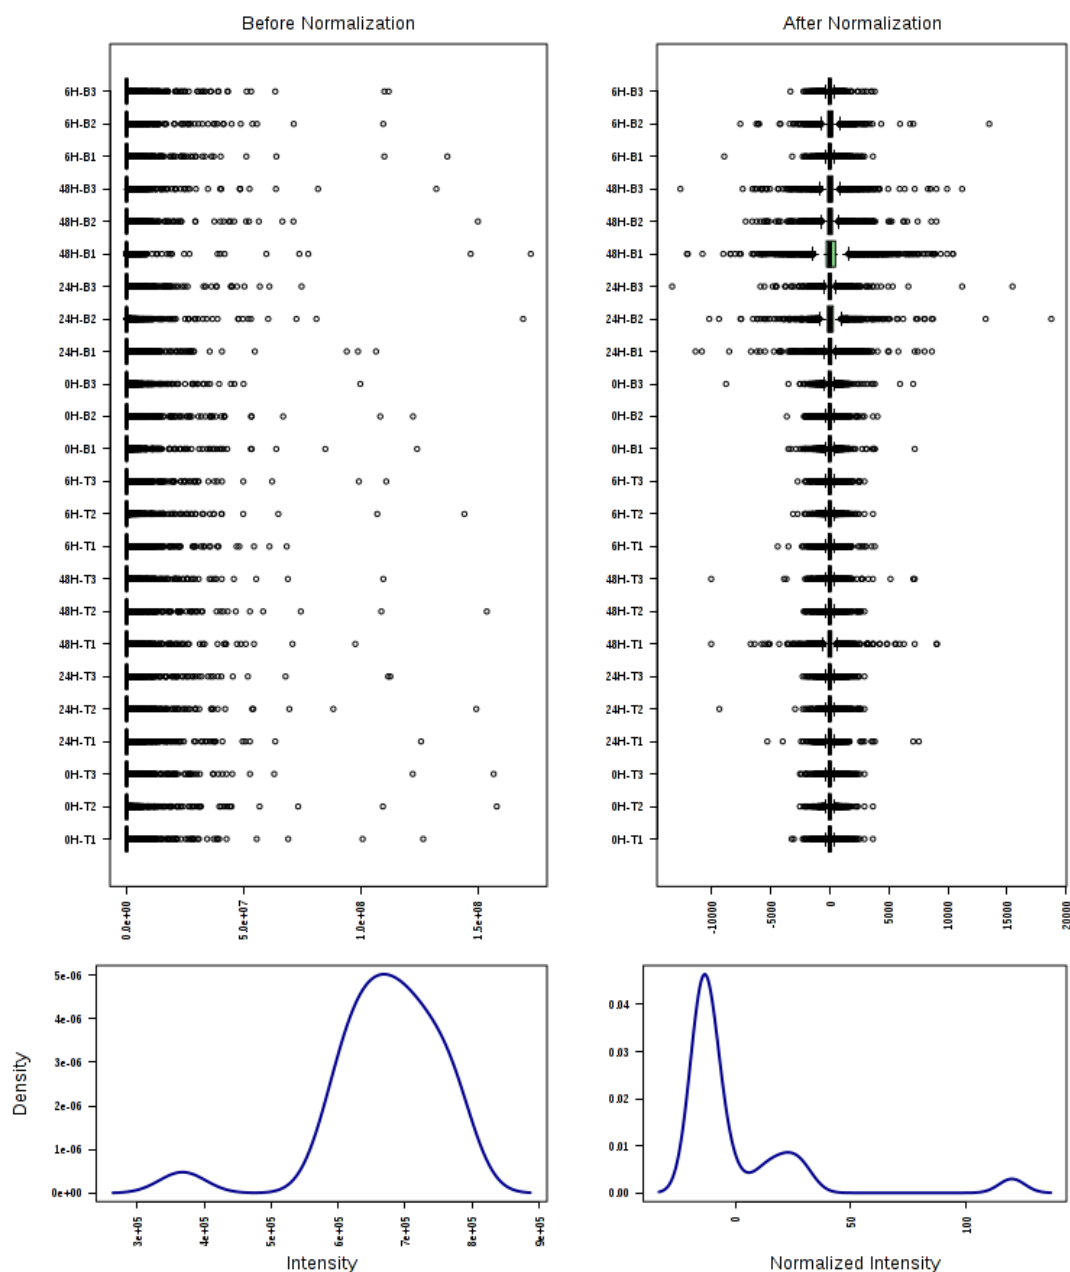 Before Normalization
After Normalization
6H-B3
6H-B2
6H-B1
48H-B3
48H-B2
48H-B1
24H-B3
24H-B2
24H-B1
0H-B3
0H-B2
0H-B1
6H-T3
6H-T2
6H-T1
48H-T3
48H-T2
48H-T1
24H-T3
24H-T2
24H-T1
0H-T3
0H-T2
0H-T1
0.0e+00
5.0e+07
1.0e+08
1.5e+08
6H-B3
6H-B2
6H-B1
48H-B3
48H-B2
48H-B1
24H-B3
24H-B2
24H-B1
0H-B3
0H-B2
0H-B1
6H-T3
6H-T2
6H-T1
48H-T3
48H-T2
48H-T1
24H-T3
24H-T2
24H-T1
0H-T3
0H-T2
0H-T1
-10000
-5000
0
5000
10000
15000
20000
Density
5e-06
4e-06
3e-06
2e-06
1e-06
0e+00
3e+05
4e+05
5e+05
6e+05
7e+05
8e+05
9e+05
Intensity
0.04
0.03
0.02
0.01
0.00
0
50
100
Normalized Intensity